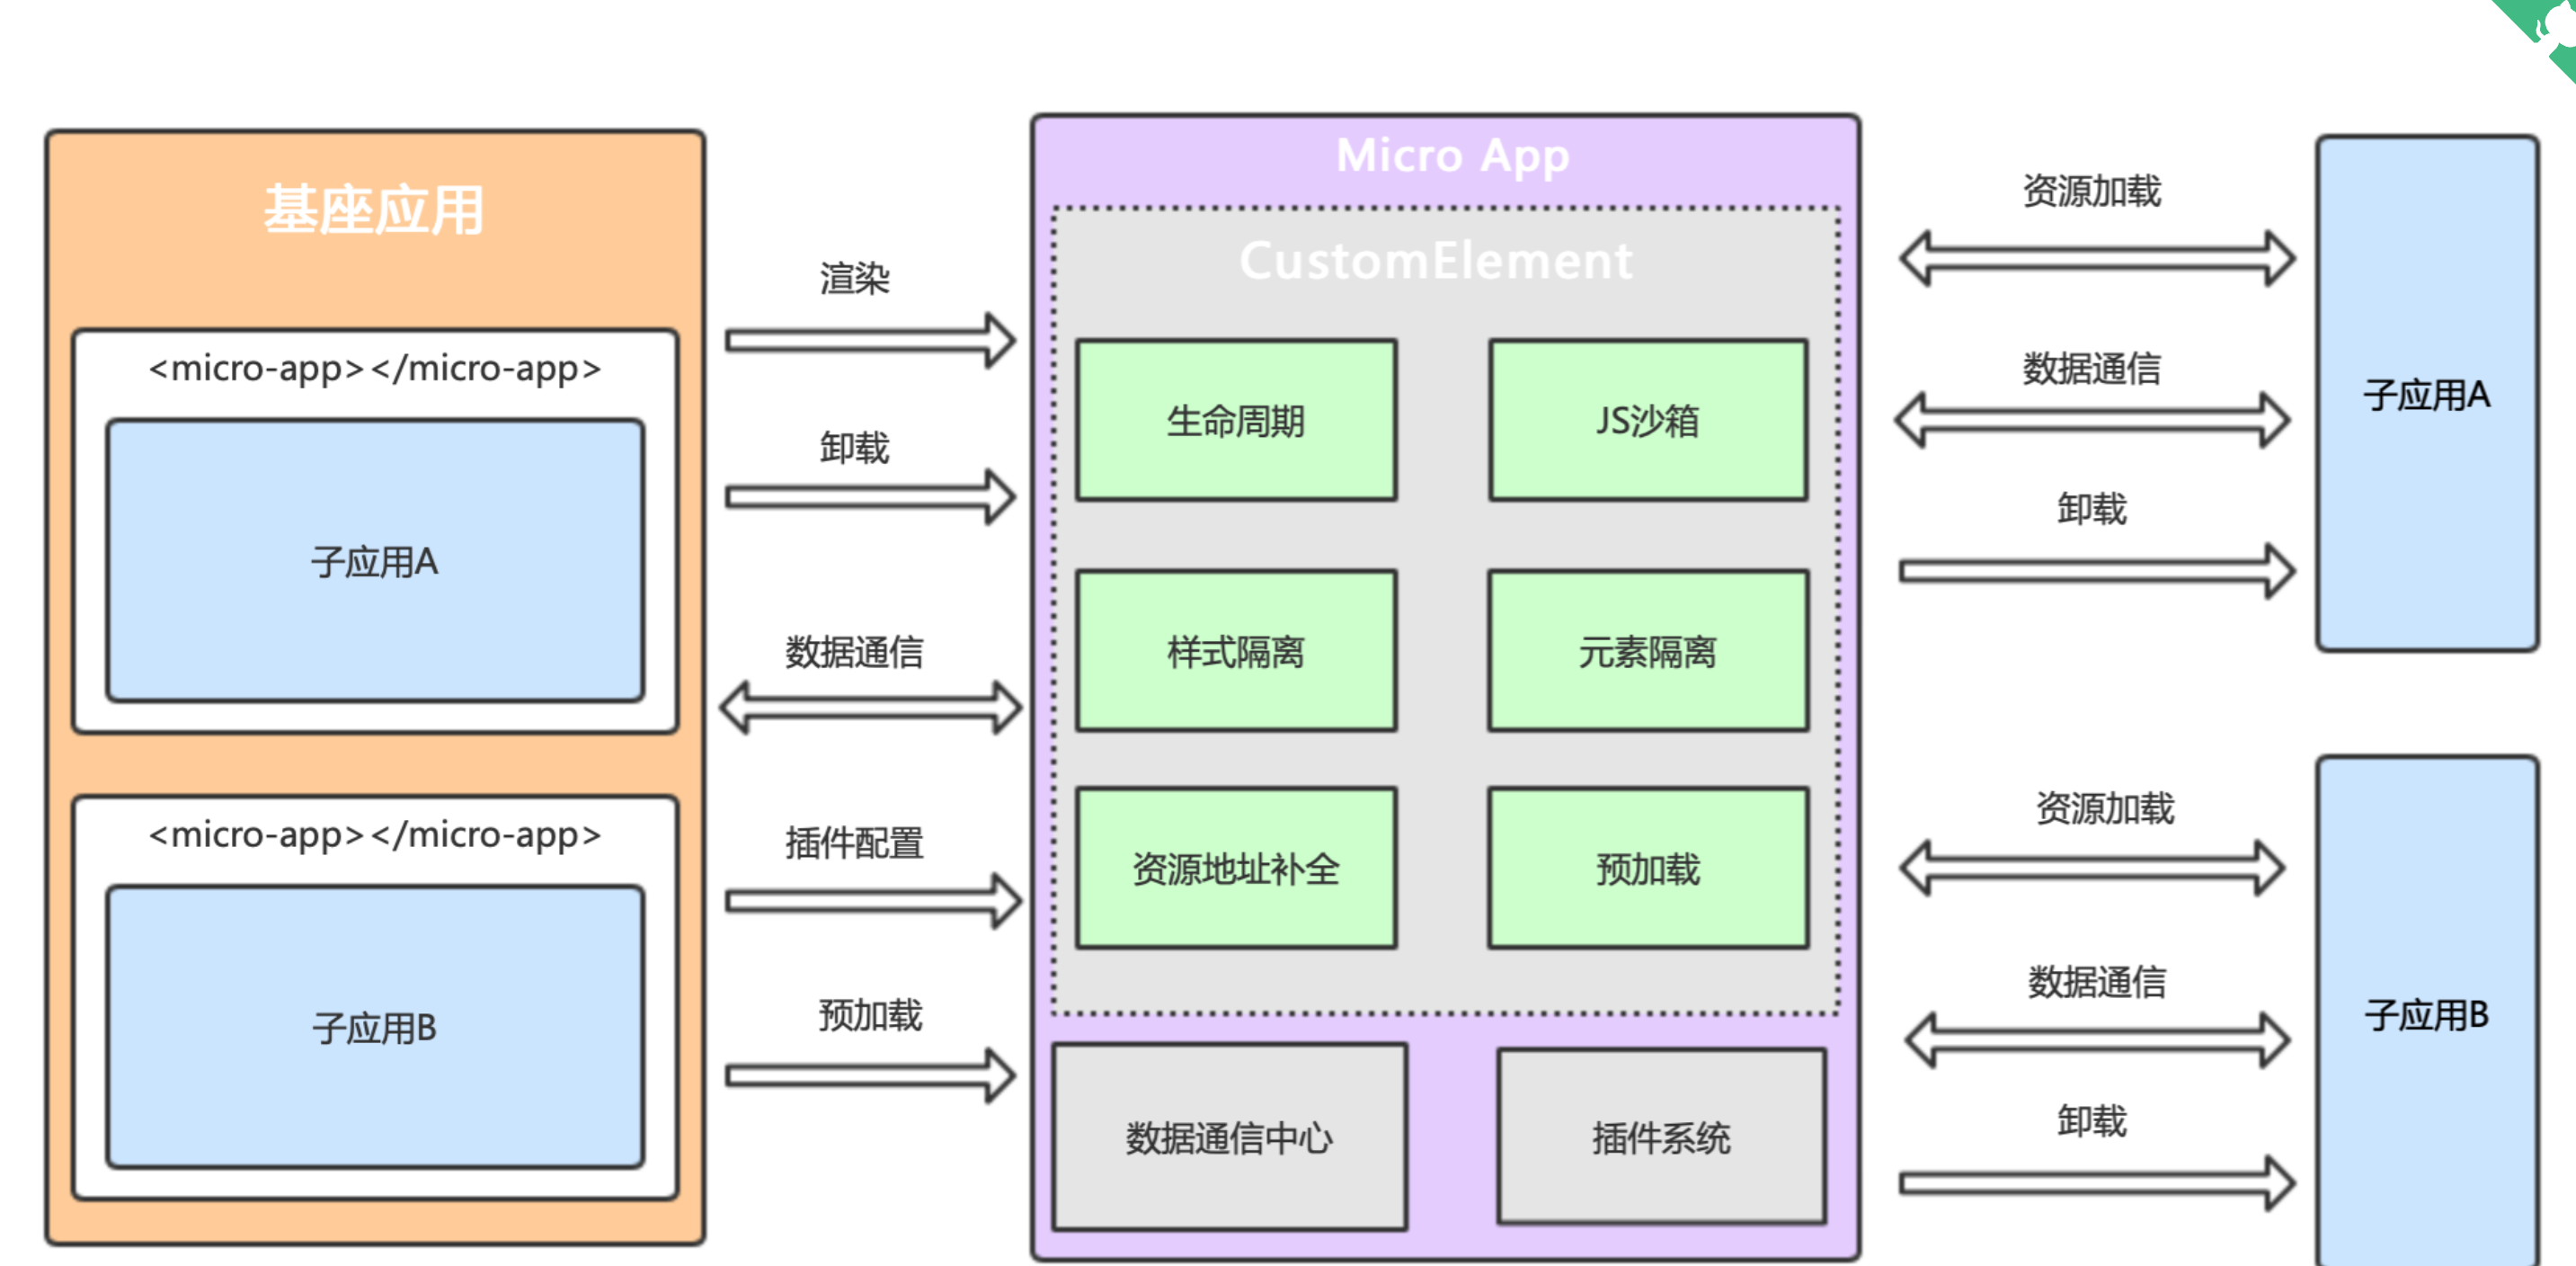 基座应用
<micro-app></micro-app>
子应用A
<micro-app></micro-app>
子应用B
渲染
卸载
数据通信
插件配置
预加载
Micro App
CustomElement
生命周期
JS沙箱
样式隔离
元素隔离
资源地址补全
预加载
数据通信中心
插件系统
资源加载
数据通信
卸载
子应用A
资源加载
数据通信
卸载
子应用B